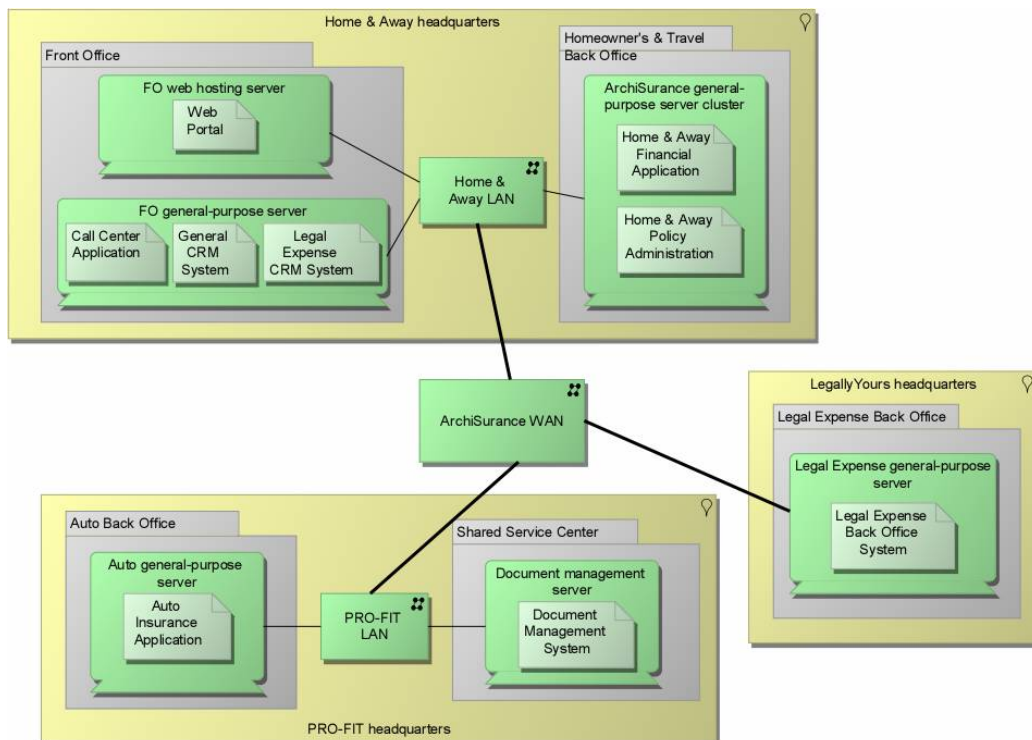 Home & Away headquarters
Front Office
FO web hosting server
Web
Portal
FO general-purpose server
Call Center
Application
General
CRM
System
Legal
Expense
CRM System
Home &
Away LAN
Homeowner's & Travel
Back Office
ArchiSurance general-
purpose server cluster
Home & Away
Financial
Application
Home & Away
Policy
Administration
ArchiSurance WAN
LegallyYours headquarters
Legal Expense Back Office
Legal Expense general-purpose
server
Legal Expense
Back Office
System
Auto Back Office
Auto general-purpose
server
Auto
Insurance
Application
PRO-FIT
LAN
Shared Service Center
Document management
server
Document
Management
System
PRO-FIT headquarters